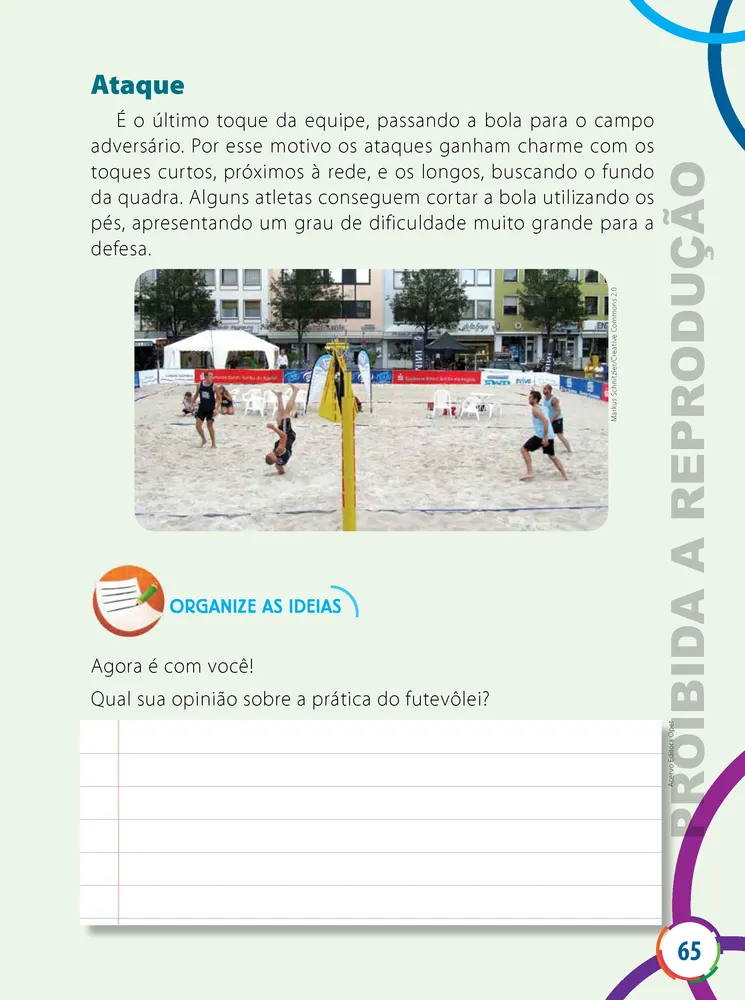 Ataque
É o último toque da equipe, passando a bola para o campo
adversário. Por esse motivo os ataques ganham charme com os
toques curtos, próximos à rede, e os longos, buscando o fundo
da quadra. Alguns atletas conseguem cortar a bola utilizando os
pés, apresentando um grau de dificuldade muito grande para a
defesa.
Markus Schnitzler/Creative Commons 2.0
ORGANIZE AS IDEIAS
Agora é com você!
Qual sua opinião sobre a prática do futevôlei?
Acervo Editora Opet
PROIBIDA A REPRODUÇÃO
65